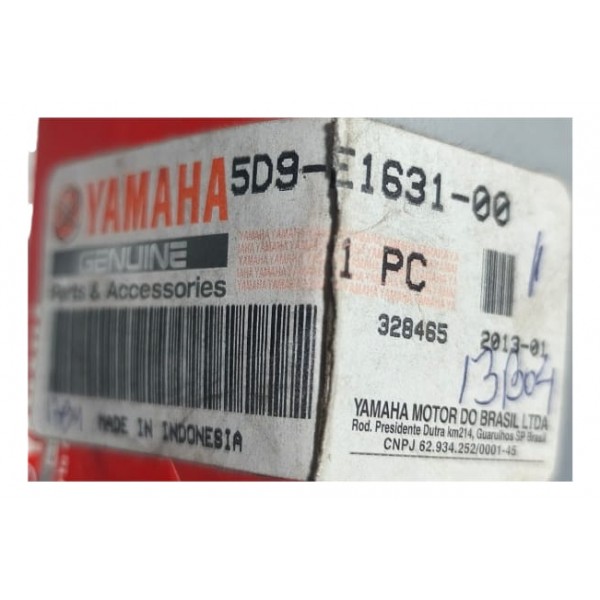 YAMAHA 5D9-E1631-00
GENUINE
Parts & Accessories
1 PC
328465 2013-01
MADE IN INDONESIA
YAMAHA MOTOR DO BRASIL LTDA
Rod. Presidente Dutra km214, Guarulhos SP Brasil
CNPJ 62.934.252/0001-45